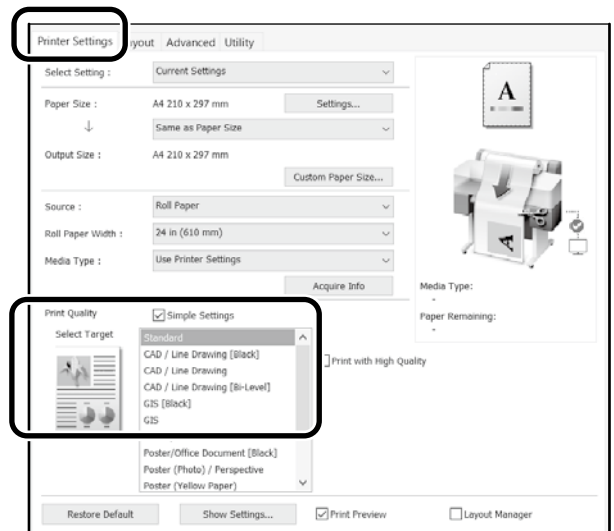 Printer Settings yout Advanced Utility
Select Setting : Current Settings
Paper Size : A4 210 x 297 mm Settings...
↓ Same as Paper Size
Output Size : A4 210 x 297 mm
Custom Paper Size...
Source : Roll Paper
Roll Paper Width : 24 in (610 mm)
Media Type : Use Printer Settings
Acquire Info
Print Quality Simple Settings
Select Target
Standard
CAD / Line Drawing [Black]
CAD / Line Drawing
CAD / Line Drawing [Bi-Level]
GIS [Black]
GIS
Poster/Office Document [Black]
Poster (Photo) / Perspective
Poster (Yellow Paper)
Print with High Quality
A
A
Media Type:
-
Paper Remaining:
-
Restore Default Show Settings... Print Preview Layout Manager